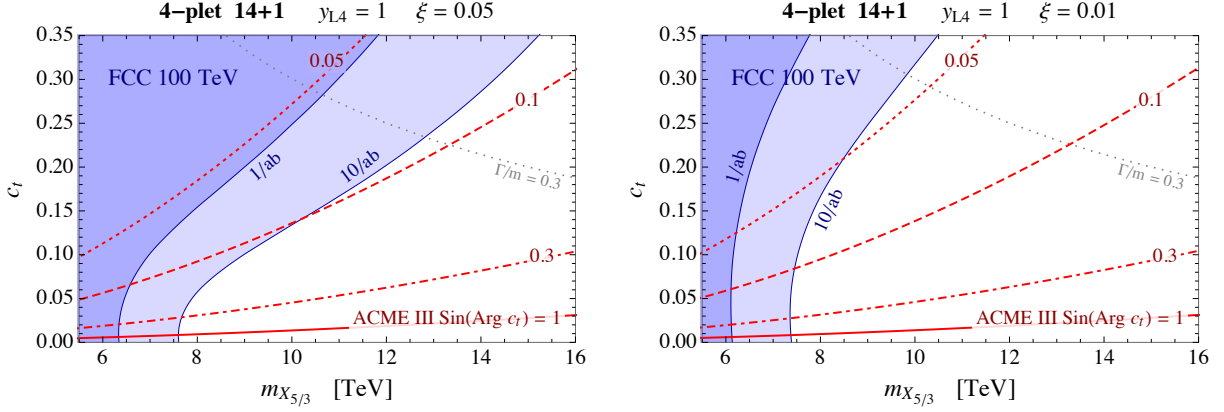 4-plet 14+1 y_L4 = 1 ξ = 0.05
0.35
0.30
0.25
0.20
0.15
0.10
0.05
0.00
c_t
FCC 100 TeV
0.05
0.1
1/ab
10/ab
Γ/m = 0.3
0.3
ACME III Sin(Arg c_t) = 1
6 8 10 12 14 16
m_X_5/3 [TeV]
4-plet 14+1 y_L4 = 1 ξ = 0.01
0.35
0.30
0.25
0.20
0.15
0.10
0.05
0.00
c_t
FCC 100 TeV
0.05
0.1
1/ab
10/ab
Γ/m = 0.3
0.3
ACME III Sin(Arg c_t) = 1
6 8 10 12 14 16
m_X_5/3 [TeV]